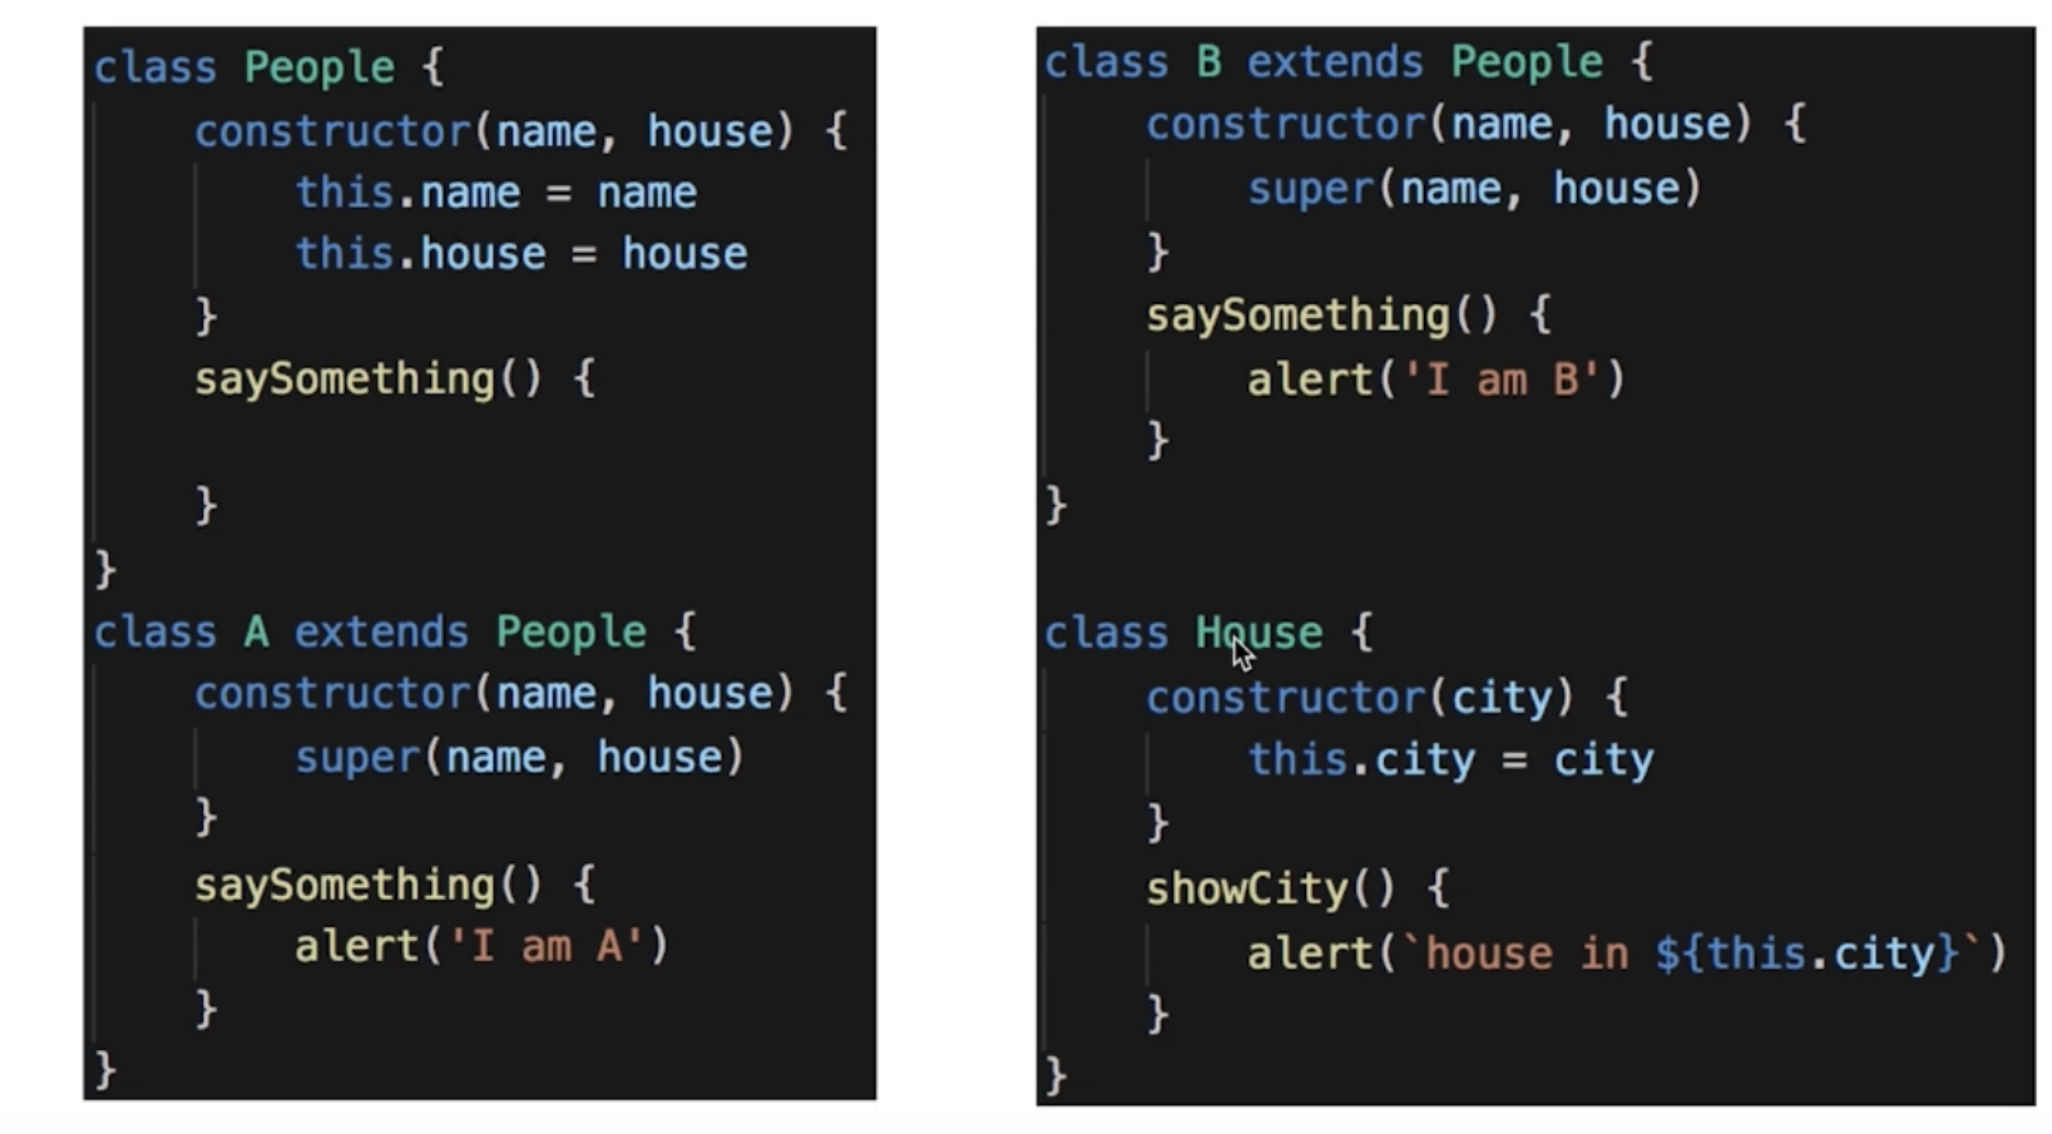 class People {
    constructor(name, house) {
        this.name = name
        this.house = house
    }
    saySomething() {

    }
}
class A extends People {
    constructor(name, house) {
        super(name, house)
    }
    saySomething() {
        alert('I am A')
    }
}
class B extends People {
    constructor(name, house) {
        super(name, house)
    }
    saySomething() {
        alert('I am B')
    }
}

class House {
    constructor(city) {
        this.city = city
    }
    showCity() {
        alert(`house in ${this.city}`)
    }
}